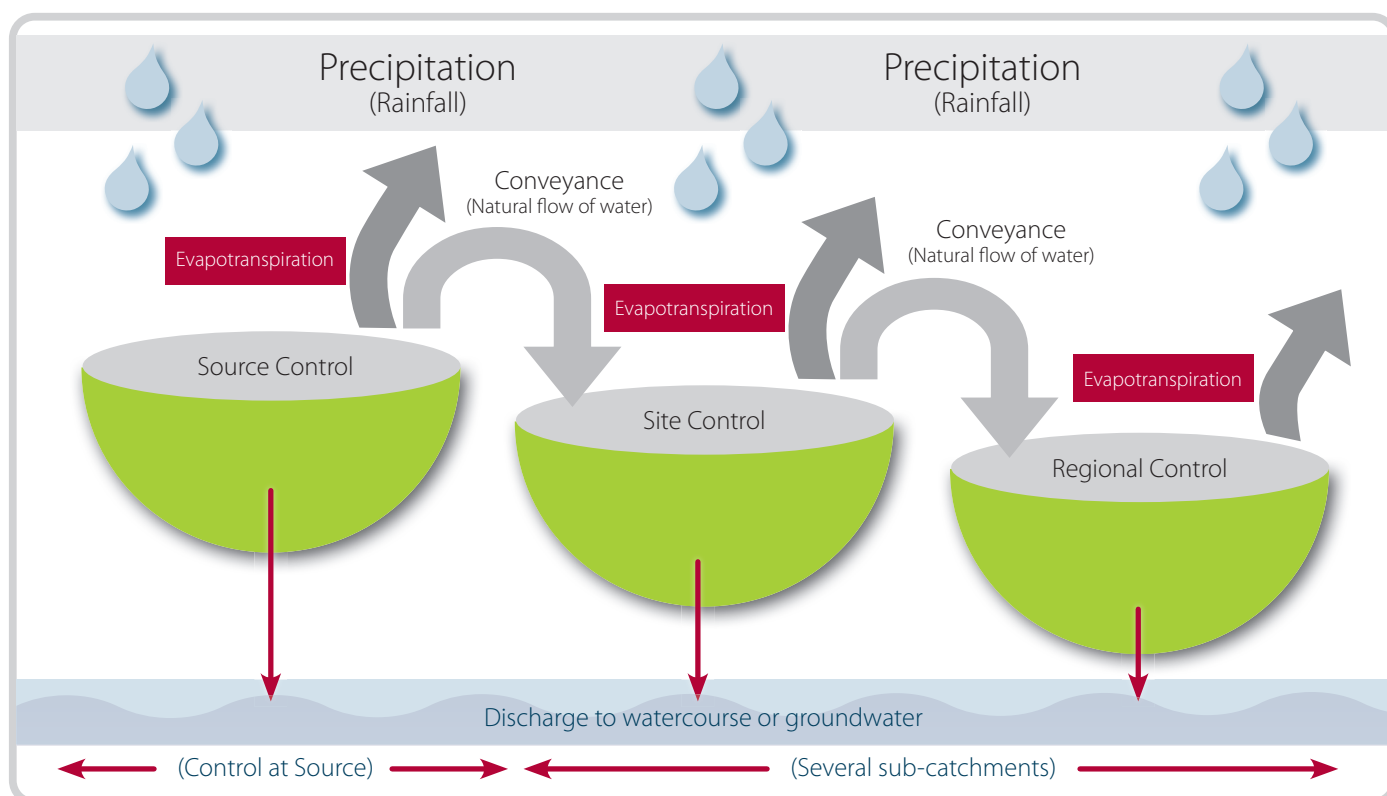 Precipitation
(Rainfall)
Precipitation
(Rainfall)
Conveyance
(Natural flow of water)
Evapotranspiration
Conveyance
(Natural flow of water)
Evapotranspiration
Evapotranspiration
Source Control
Site Control
Regional Control
Discharge to watercourse or groundwater
(Control at Source)
(Several sub-catchments)